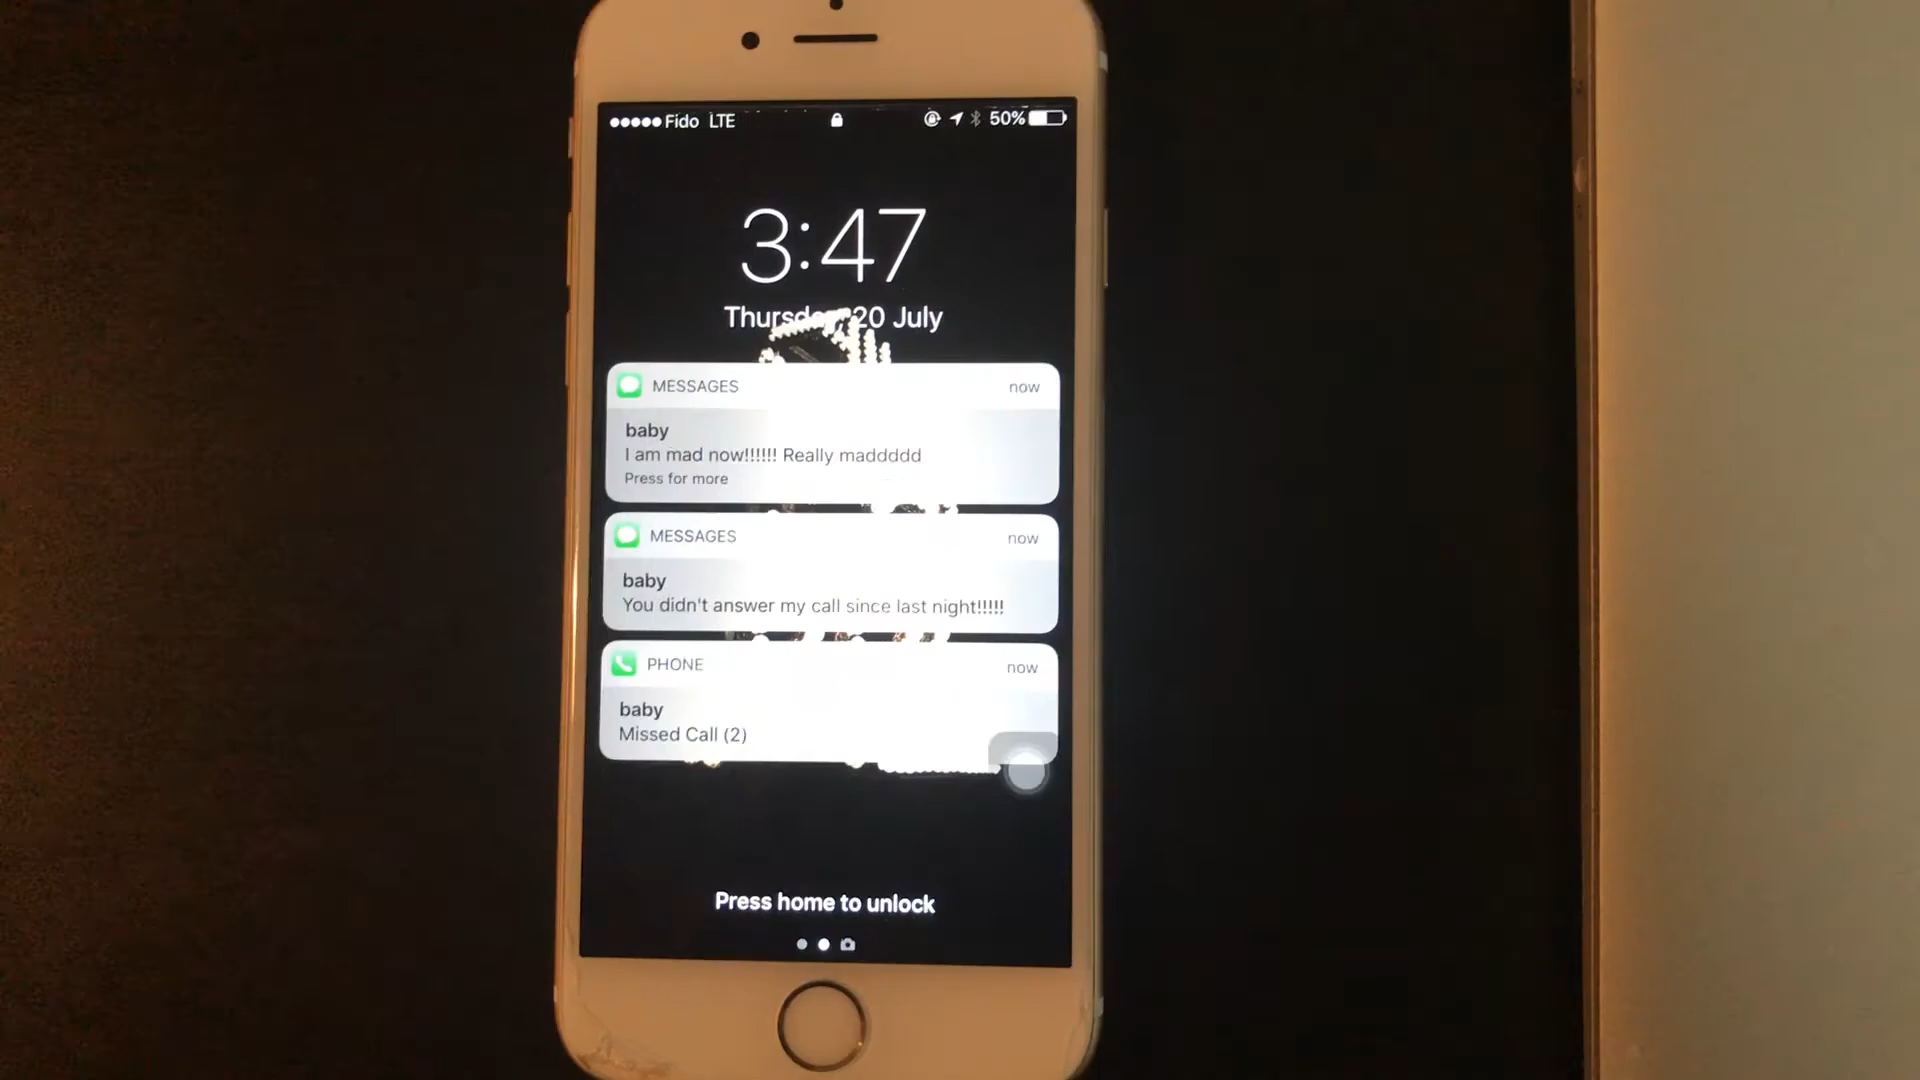 Fido LTE 50%
3:47
Thursday 20 July
MESSAGES now
baby
I am mad now!!!!!! Really maddddd
Press for more
MESSAGES now
baby
You didn't answer my call since last night!!!!!
PHONE now
baby
Missed Call (2)
Press home to unlock